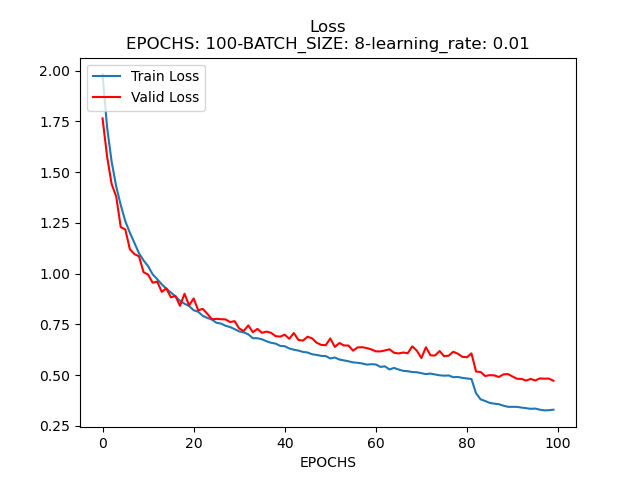 Loss
EPOCHS: 100-BATCH_SIZE: 8-learning_rate: 0.01
Train Loss
Valid Loss
2.00
1.75
1.50
1.25
1.00
0.75
0.50
0.25
0 20 40 60 80 100
EPOCHS